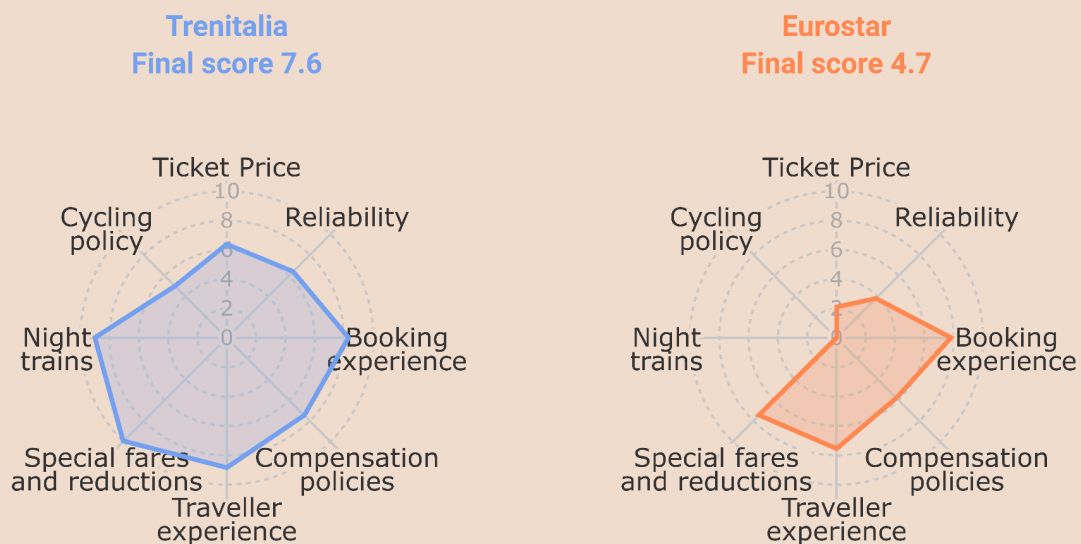 Trenitalia
Final score 7.6
Ticket Price
10
8
6
4
2
0
Cycling
policy
Reliability
Night
trains
Booking
experience
Special fares
and reductions
Compensation
policies
Traveller
experience
Eurostar
Final score 4.7
Ticket Price
10
8
6
4
2
0
Cycling
policy
Reliability
Night
trains
Booking
experience
Special fares
and reductions
Compensation
policies
Traveller
experience